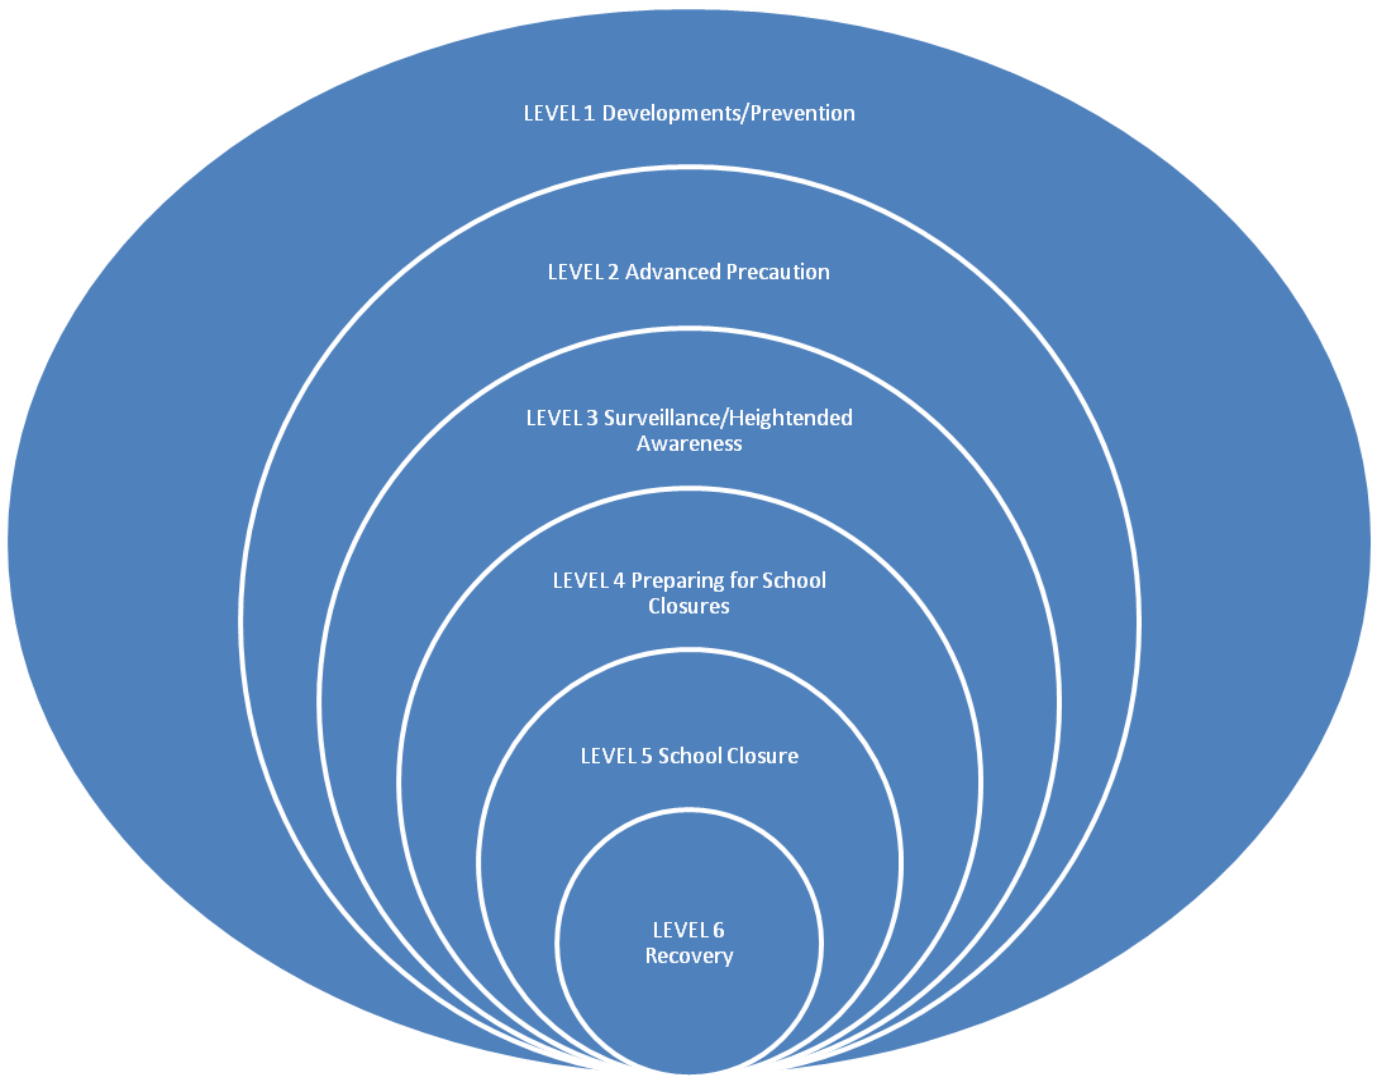 LEVEL 1 Developments/Prevention
LEVEL 2 Advanced Precaution
LEVEL 3 Surveillance/Heightended
Awareness
LEVEL 4 Preparing for School
Closures
LEVEL 5 School Closure
LEVEL 6
Recovery